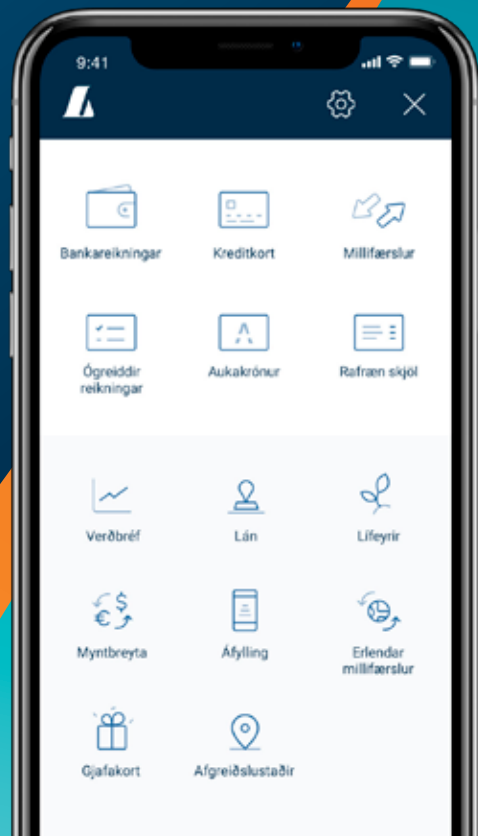 9:41
Bankareikningar
Kreditkort
Millifærslur
Ógreiddir
reikningar
Aukakrónur
Rafræn skjöl
Verðbréf
Lán
Lífeyrir
Myntbreyta
Áfylling
Erlendar
millifærslur
Gjafakort
Afgreiðslustaðir